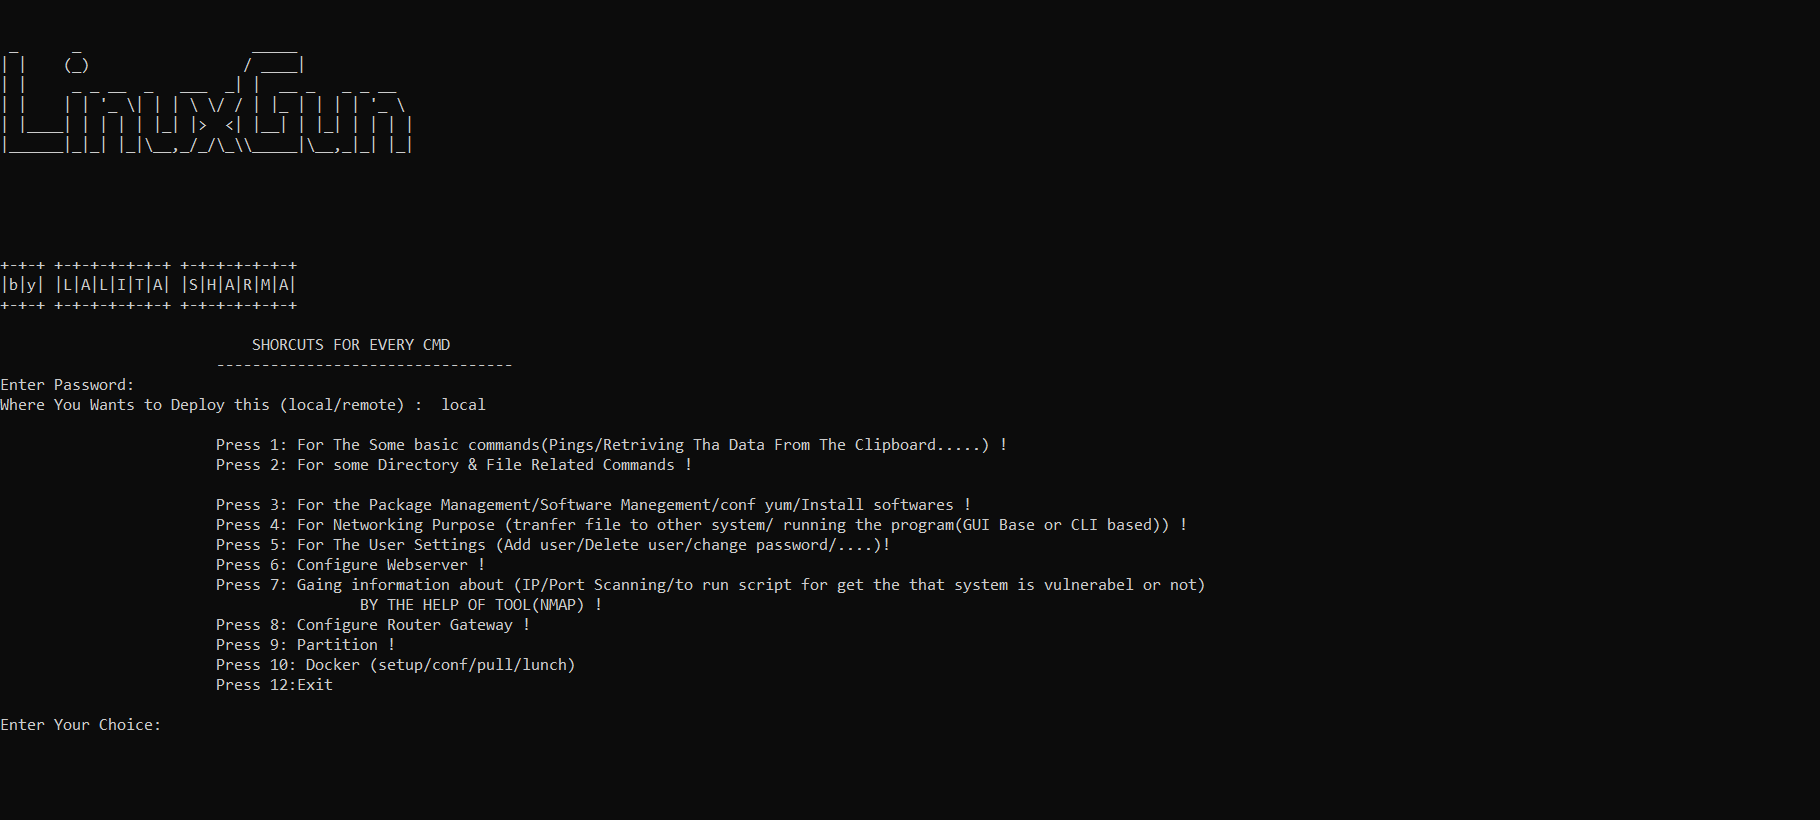 LinuxGun
by LALITA SHARMA
SHORCUTS FOR EVERY CMD
---------------------------------
Enter Password:
Where You Wants to Deploy this (local/remote) :  local
Press 1: For The Some basic commands(Pings/Retriving Tha Data From The Clipboard.....) !
Press 2: For some Directory & File Related Commands !
Press 3: For the Package Management/Software Manegement/conf yum/Install softwares !
Press 4: For Networking Purpose (tranfer file to other system/ running the program(GUI Base or CLI based)) !
Press 5: For The User Settings (Add user/Delete user/change password/....)!
Press 6: Configure Webserver !
Press 7: Gaing information about (IP/Port Scanning/to run script for get the that system is vulnerabel or not)
BY THE HELP OF TOOL(NMAP) !
Press 8: Configure Router Gateway !
Press 9: Partition !
Press 10: Docker (setup/conf/pull/lunch)
Press 12:Exit
Enter Your Choice: